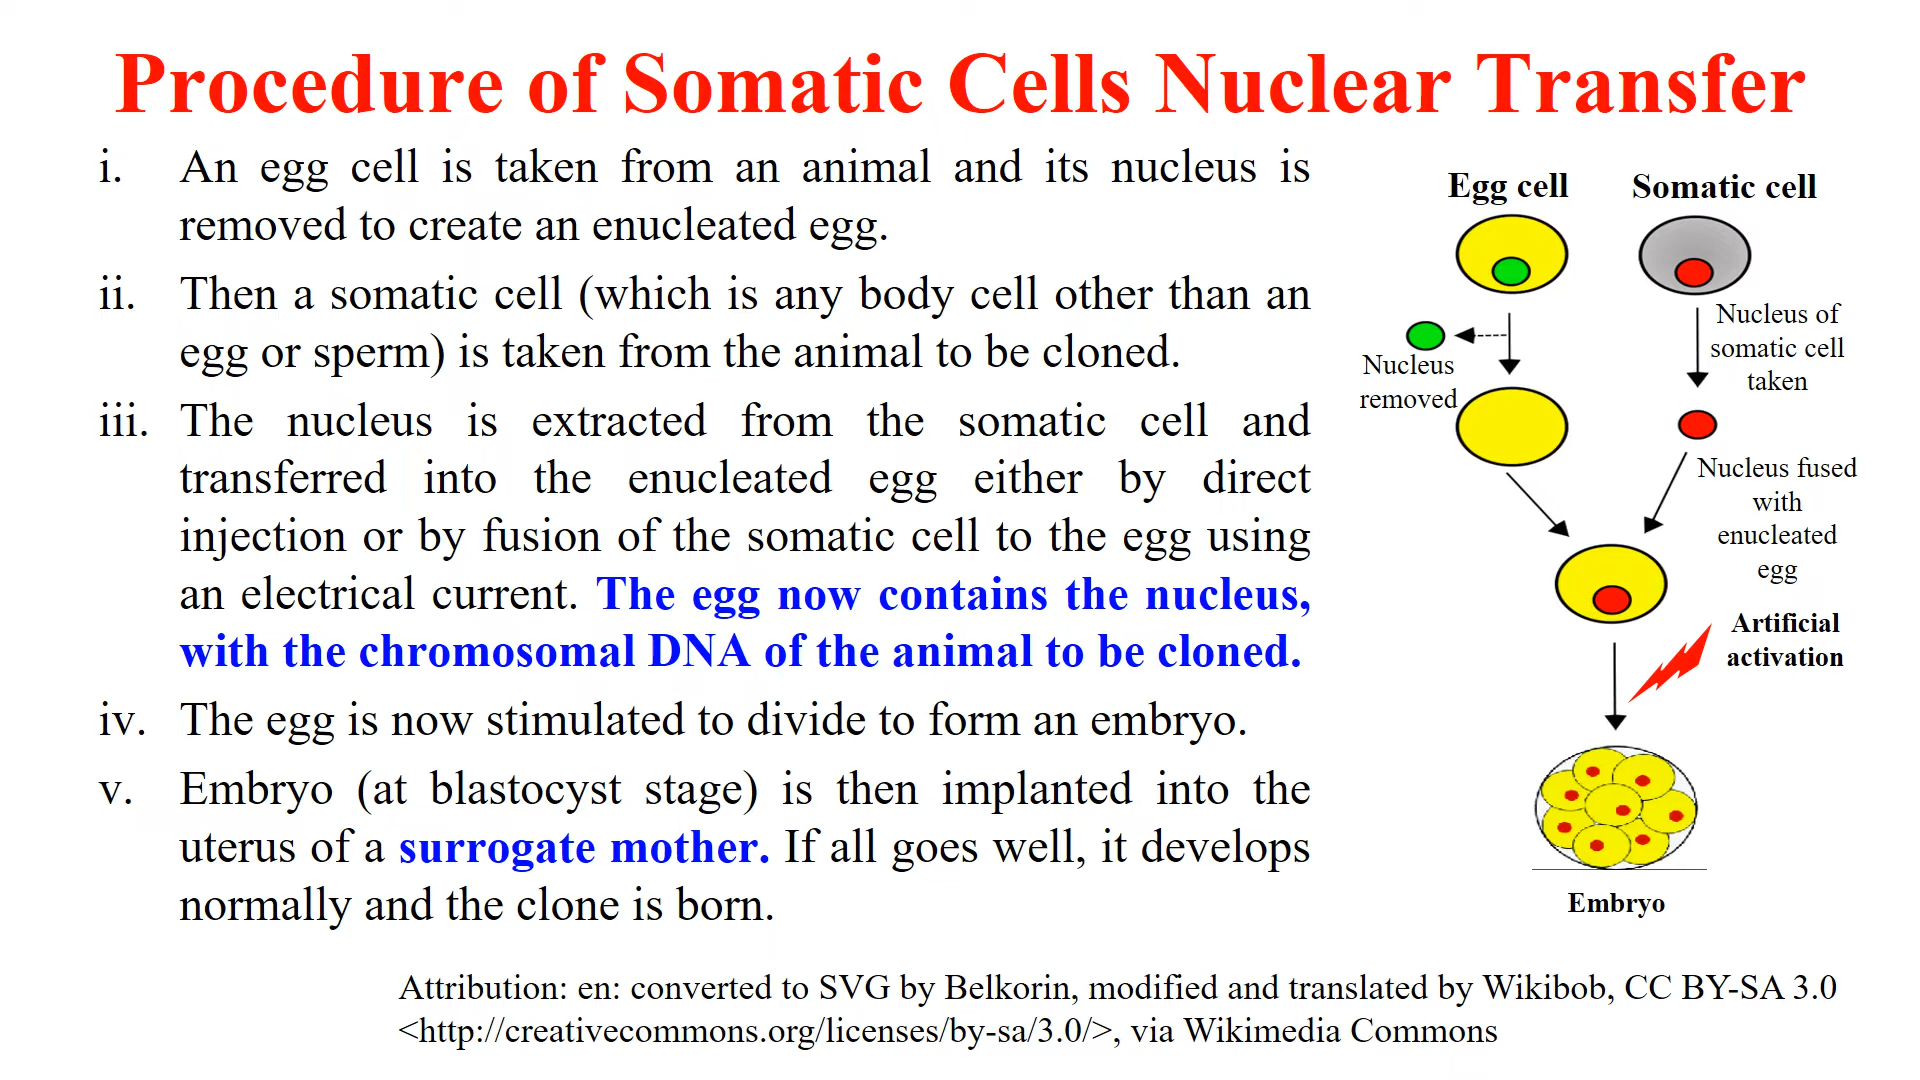 Procedure of Somatic Cells Nuclear Transfer
i. An egg cell is taken from an animal and its nucleus is
removed to create an enucleated egg.
ii. Then a somatic cell (which is any body cell other than an
egg or sperm) is taken from the animal to be cloned.
iii. The nucleus is extracted from the somatic cell and
transferred into the enucleated egg either by direct
injection or by fusion of the somatic cell to the egg using
an electrical current. The egg now contains the nucleus,
with the chromosomal DNA of the animal to be cloned.
iv. The egg is now stimulated to divide to form an embryo.
v. Embryo (at blastocyst stage) is then implanted into the
uterus of a surrogate mother. If all goes well, it develops
normally and the clone is born.
Egg cell
Somatic cell
Nucleus of
somatic cell
taken
Nucleus
removed
Nucleus fused
with
enucleated
egg
Artificial
activation
Embryo
Attribution: en: converted to SVG by Belkorin, modified and translated by Wikibob, CC BY-SA 3.0
<http://creativecommons.org/licenses/by-sa/3.0/>, via Wikimedia Commons